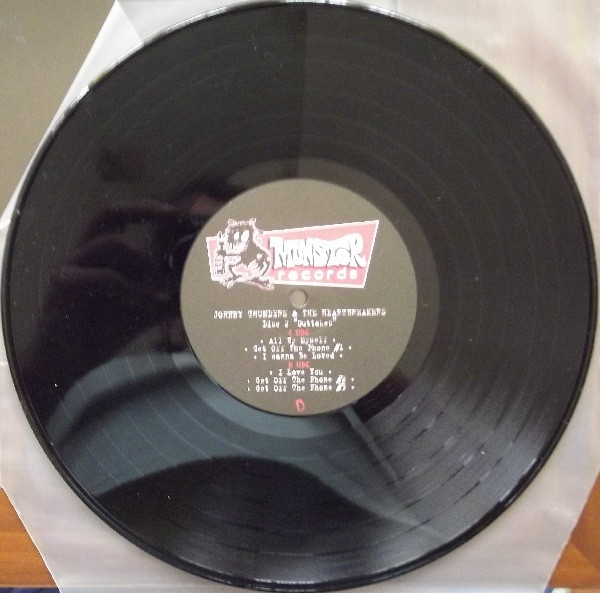 MUNSTER
records
JOHNNY THUNDERS & THE HEARTBREAKERS
Disc 2 "Outtakes"
C SIDE
• All By Myself •
• Get Off The Phone #1 •
• I Wanna Be Loved •
D SIDE
• I Love You •
• Get Off The Phone •
• Get Off The Phone •
D